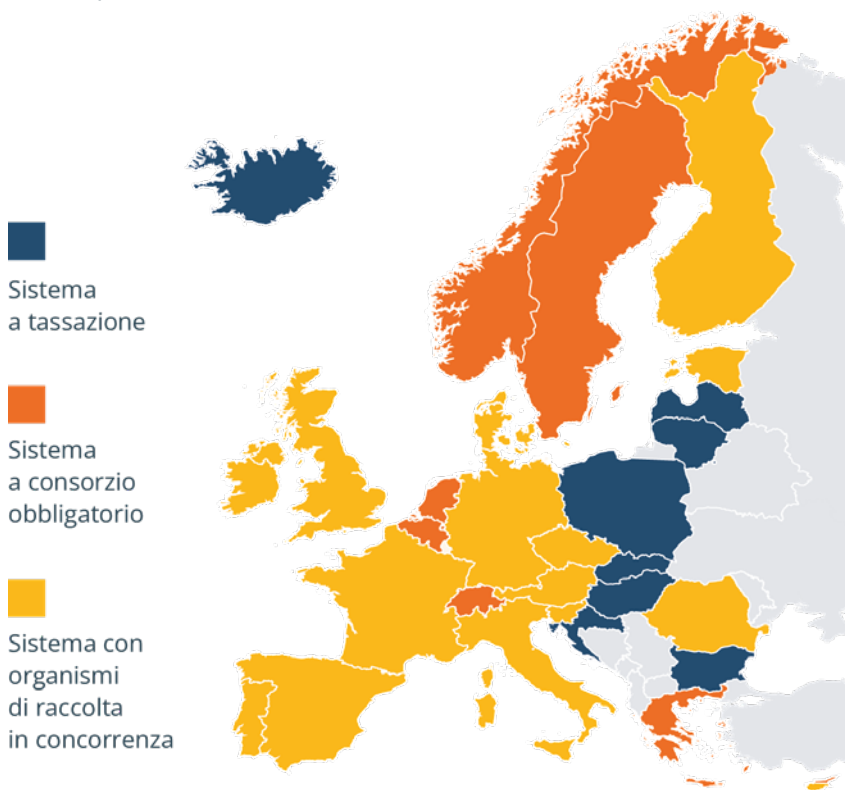 Sistema
a tassazione
Sistema
a consorzio
obbligatorio
Sistema con
organismi
di raccolta
in concorrenza